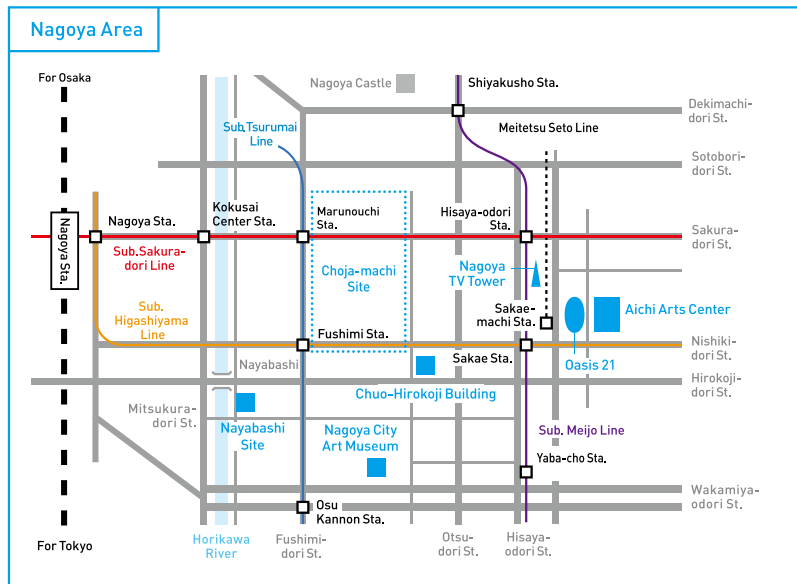 Nagoya Area
For Osaka
Nagoya Castle
Shiyakusho Sta.
Dekimachi-
dori St.
Sub.Tsurumai
Line
Meitetsu Seto Line
Sotobori-
dori St.
Nagoya Sta.
Nagoya Sta.
Kokusai
Center Sta.
Marunouchi
Sta.
Hisaya-odori
Sta.
Sakura-
dori St.
Sub.Sakura-
dori Line
Choja-machi
Site
Nagoya
TV Tower
Sub.
Higashiyama
Line
Sakae-
machi Sta.
Aichi Arts Center
Fushimi Sta.
Sakae Sta.
Oasis 21
Nishiki-
dori St.
Nayabashi
Hirokoji-
dori St.
Chuo-Hirokoji Building
Mitsukura-
dori St.
Nayabashi
Site
Nagoya City
Art Museum
Sub. Meijo Line
Yaba-cho Sta.
Wakamiya-
odori St.
Osu
Kannon Sta.
For Tokyo
Horikawa
River
Fushimi-
dori St.
Otsu-
dori St.
Hisaya-
odori St.